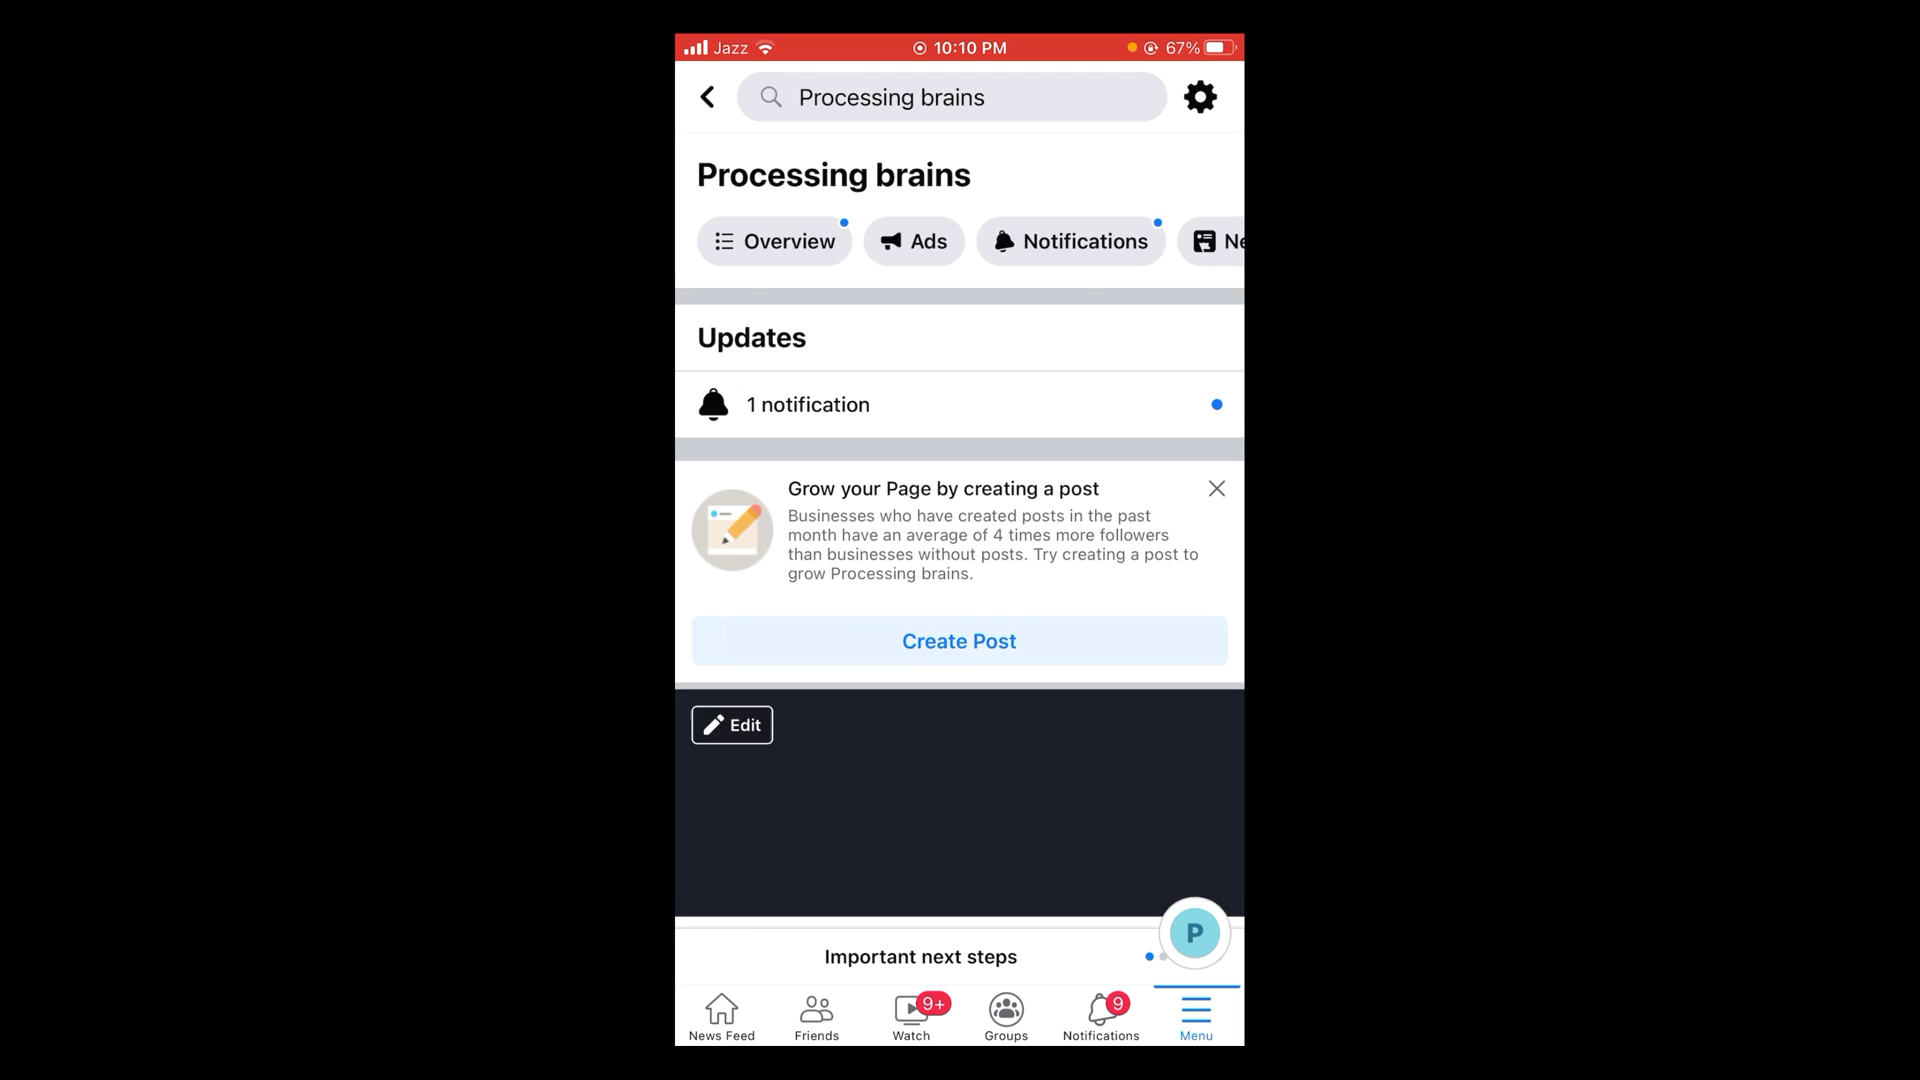 Jazz 10:10 PM 67%
Processing brains
Processing brains
Overview Ads Notifications Ne
Updates
1 notification
Grow your Page by creating a post
Businesses who have created posts in the past
month have an average of 4 times more followers
than businesses without posts. Try creating a post to
grow Processing brains.
Create Post
Edit
P
Important next steps
9+ 9
News Feed Friends Watch Groups Notifications Menu